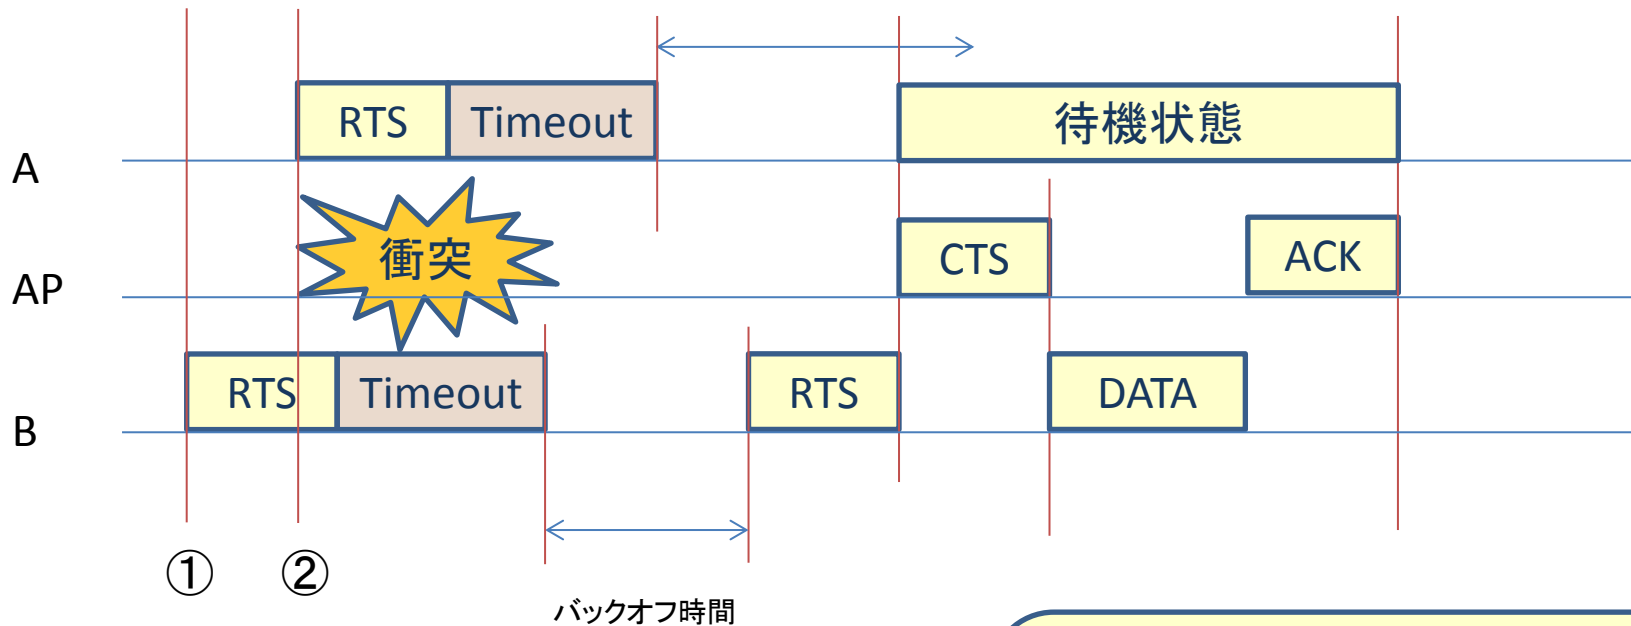 RTS Timeout 待機状態
A
衝突 CTS ACK
AP
RTS Timeout RTS DATA
B
① ②
バックオフ時間